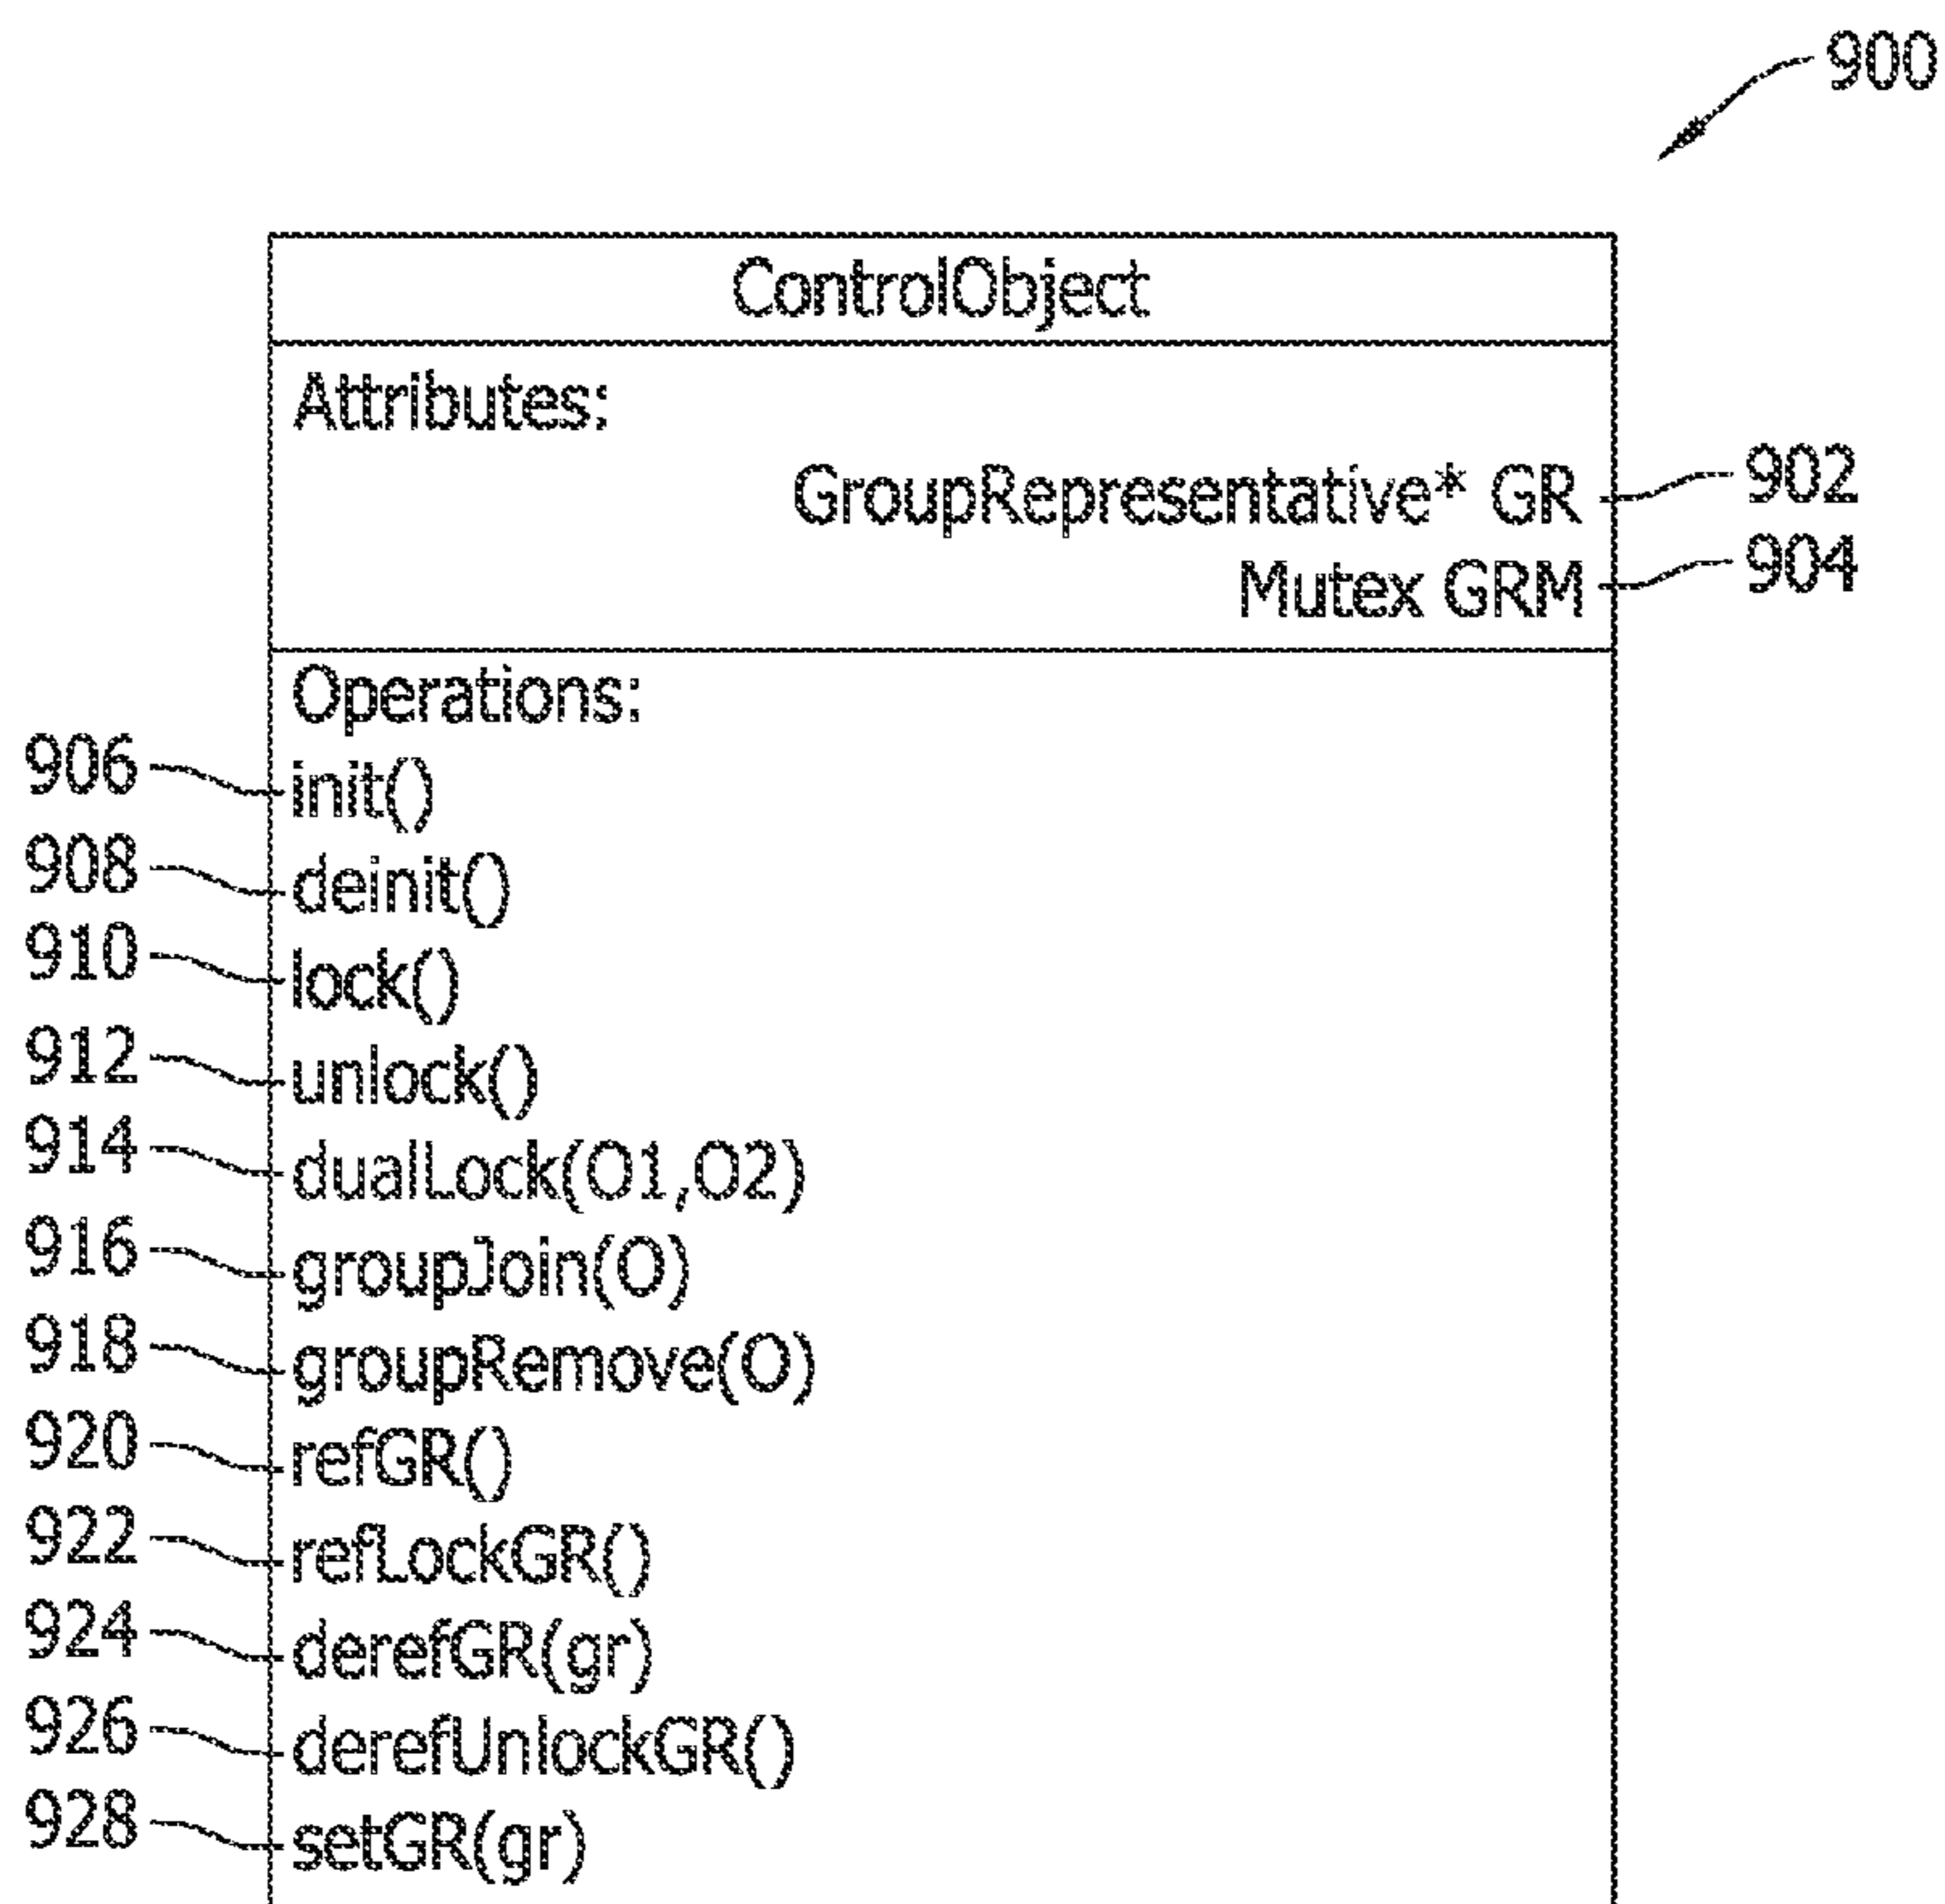 900
ControlObject
Attributes:
GroupRepresentative* GR 902
Mutex GRM 904
Operations:
906 init()
908 deinit()
910 lock()
912 unlock()
914 dualLock(O1,O2)
916 groupJoin(O)
918 groupRemove(O)
920 refGR()
922 refLockGR()
924 derefGR(gr)
926 derefUnlockGR()
928 setGR(gr)